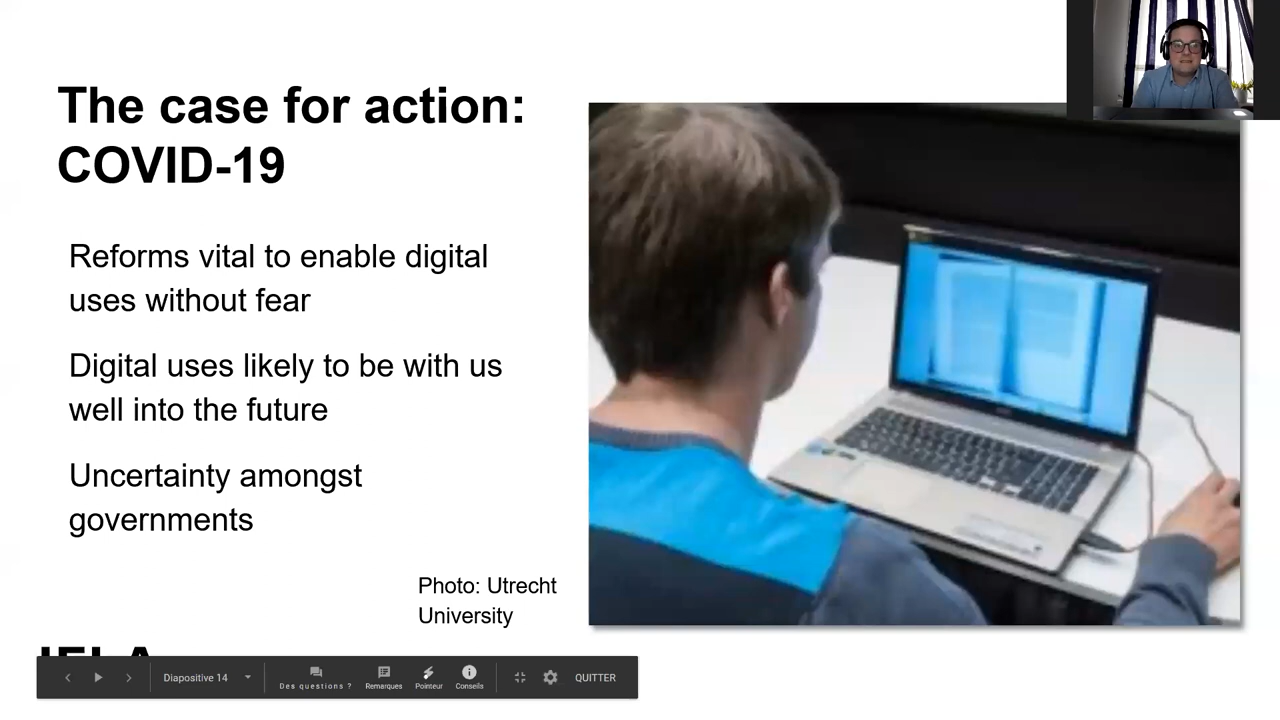 The case for action:
COVID-19
Reforms vital to enable digital
uses without fear
Digital uses likely to be with us
well into the future
Uncertainty amongst
governments
Photo: Utrecht
University
IFLA
Diapositive 14
Des questions ?
Remarques
Pointeur
Conseils
QUITTER